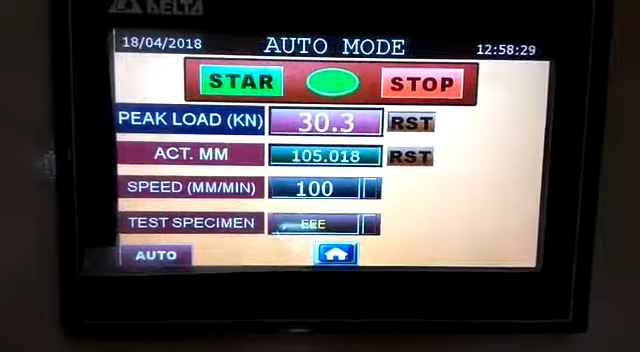 DELTA
18/04/2018 AUTO MODE 12:58:29
STAR STOP
PEAK LOAD (KN) 30.3 RST
ACT. MM 105.018 RST
SPEED (MM/MIN) 100
TEST SPECIMEN EEE
AUTO